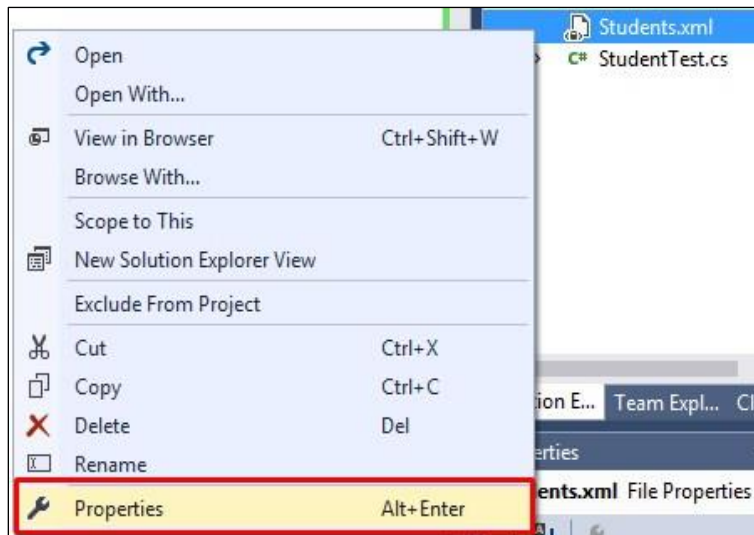 Students.xml
C# StudentTest.cs
Open
Open With...
View in Browser Ctrl+Shift+W
Browse With...
Scope to This
New Solution Explorer View
Exclude From Project
Cut Ctrl+X
Copy Ctrl+C
Delete Del
Rename
Properties Alt+Enter
ion E... Team Expl... Cl
erties
ents.xml File Properties